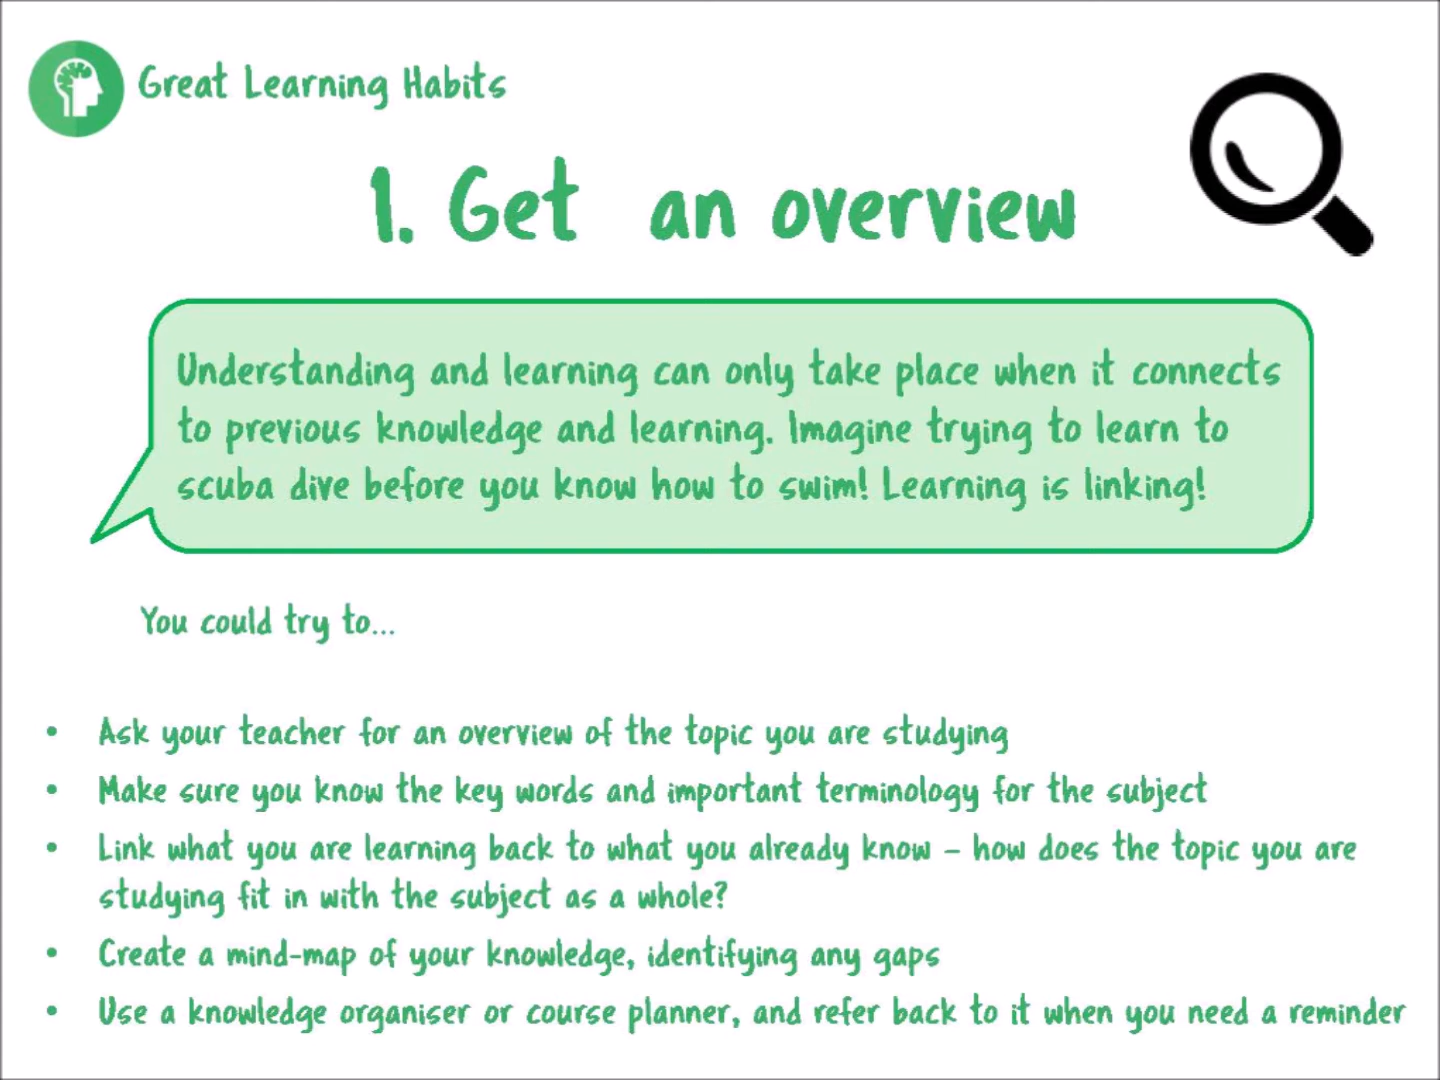 Great Learning Habits
1. Get an overview
Understanding and learning can only take place when it connects
to previous knowledge and learning. Imagine trying to learn to
scuba dive before you know how to swim! Learning is linking!
You could try to...
• Ask your teacher for an overview of the topic you are studying
• Make sure you know the key words and important terminology for the subject
• Link what you are learning back to what you already know – how does the topic you are
studying fit in with the subject as a whole?
• Create a mind-map of your knowledge, identifying any gaps
• Use a knowledge organiser or course planner, and refer back to it when you need a reminder